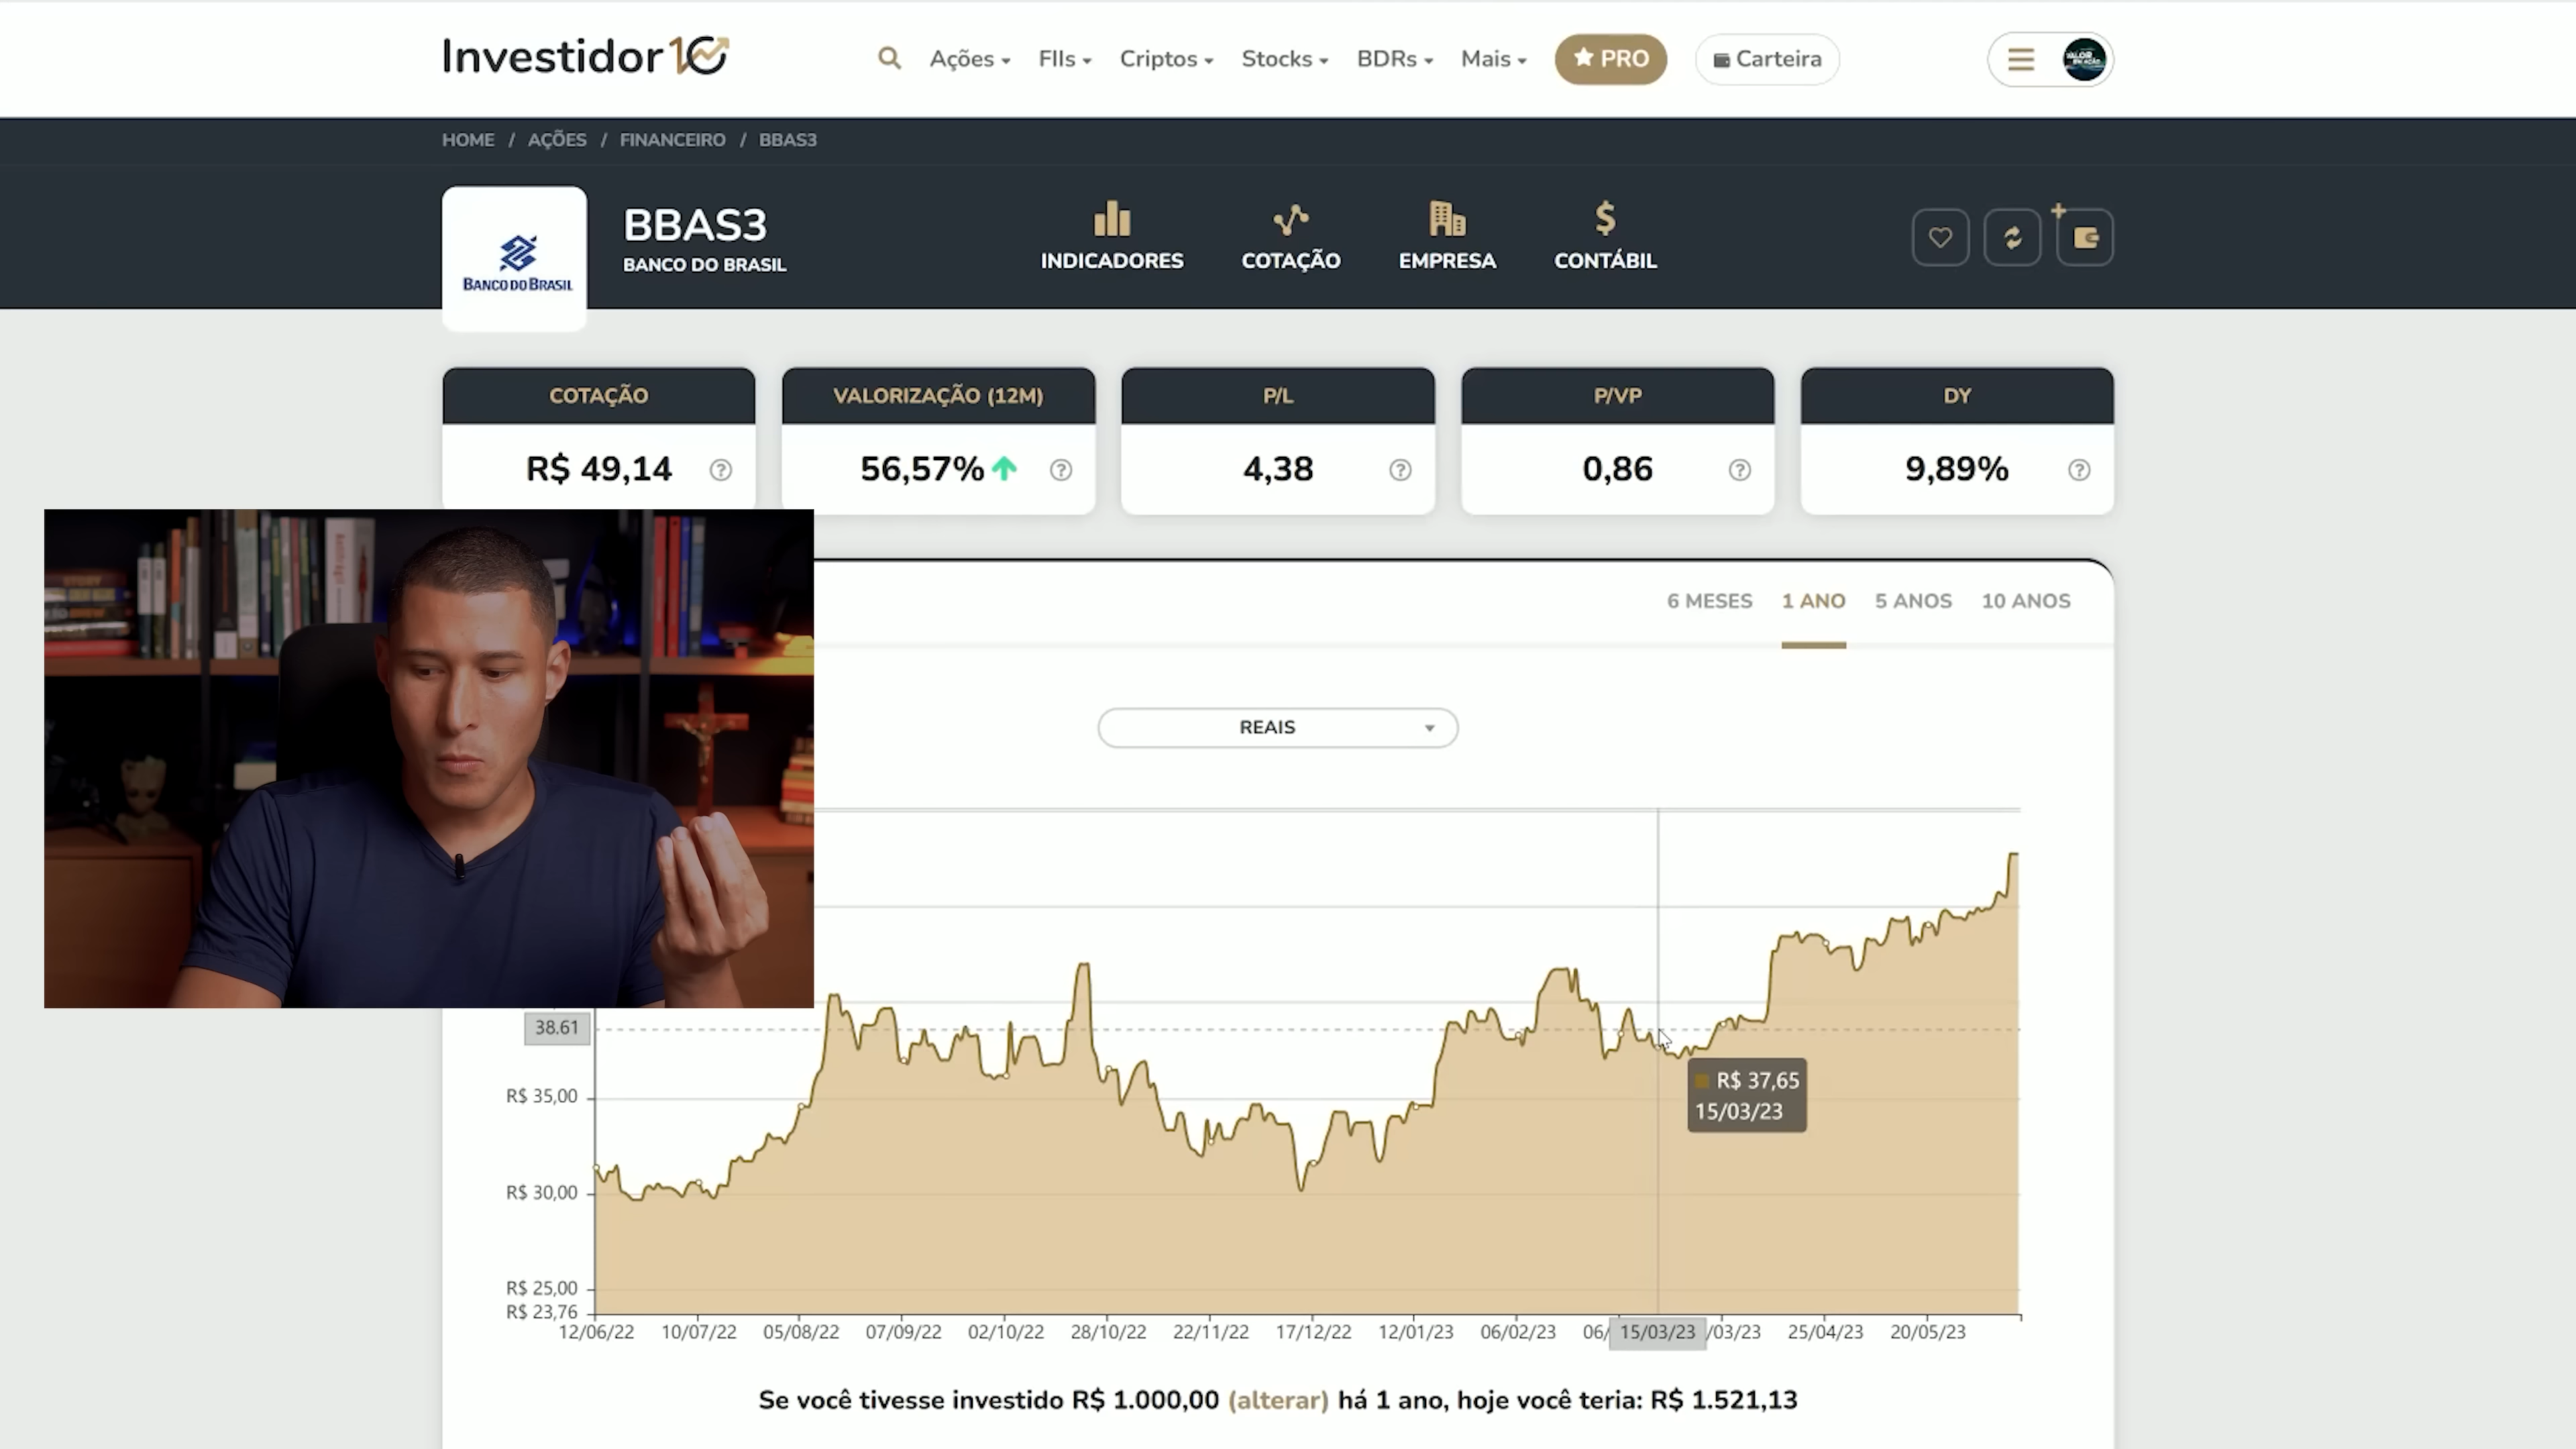 Investidor10
Ações
FIIs
Criptos
Stocks
BDRs
Mais
PRO
Carteira
HOME / AÇÕES / FINANCEIRO / BBAS3
BANCO DO BRASIL
BBAS3
BANCO DO BRASIL
INDICADORES
COTAÇÃO
EMPRESA
CONTÁBIL
COTAÇÃO
R$ 49,14
VALORIZAÇÃO (12M)
56,57%
P/L
4,38
P/VP
0,86
DY
9,89%
6 MESES
1 ANO
5 ANOS
10 ANOS
REAIS
38.61
R$ 35,00
R$ 30,00
R$ 25,00
R$ 23,76
R$ 37,65
15/03/23
12/06/22
10/07/22
05/08/22
07/09/22
02/10/22
28/10/22
22/11/22
17/12/22
12/01/23
06/02/23
06/
15/03/23
/03/23
25/04/23
20/05/23
Se você tivesse investido R$ 1.000,00 (alterar) há 1 ano, hoje você teria: R$ 1.521,13